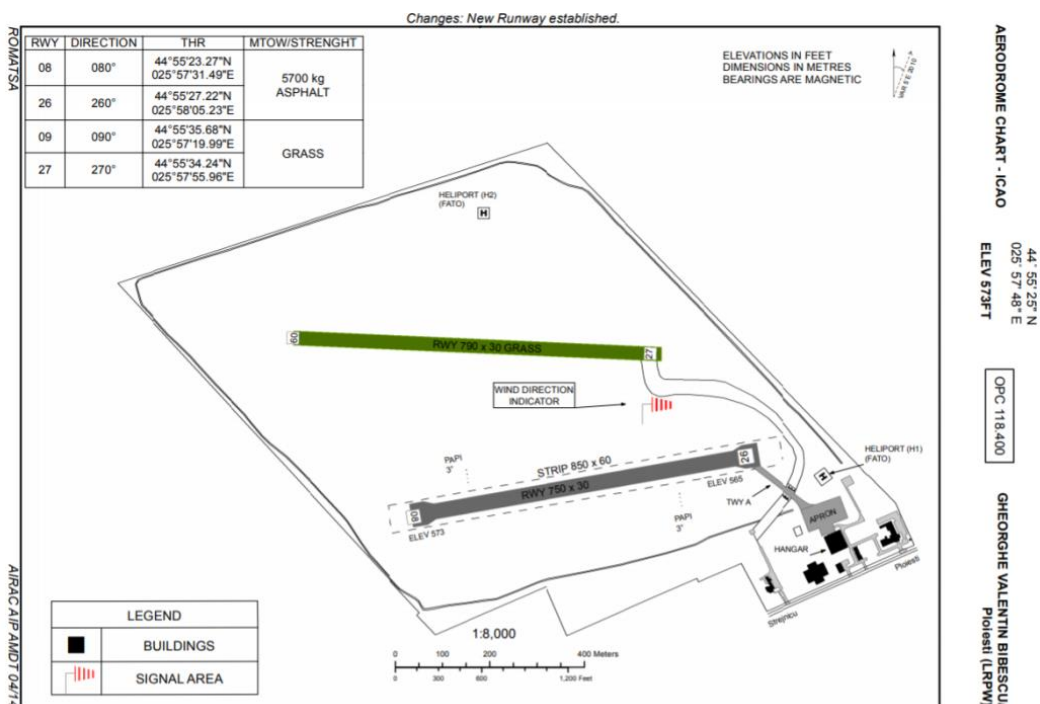 Changes: New Runway established.
ROMATSA
RWY DIRECTION THR MTOW/STRENGHT
08 080° 44°55'23.27"N
025°57'31.49"E
5700 kg
ASPHALT
26 260° 44°55'27.22"N
025°58'05.23"E
09 090° 44°55'35.68"N
025°57'19.99"E
GRASS
27 270° 44°55'34.24"N
025°57'55.96"E
ELEVATIONS IN FEET
DIMENSIONS IN METRES
BEARINGS ARE MAGNETIC
AERODROME CHART - ICAO
44° 55' 25" N
025° 57' 48" E
ELEV 573FT
OPC 118.400
GHEORGHE VALENTIN BIBESCU/
Ploiesti (LRPW)
HELIPORT (H2)
(FATO)
H
09
RWY 790 x 30 GRASS
27
WIND DIRECTION
INDICATOR
PAPI
3°
STRIP 850 x 60
RWY 750 x 30
26
08
ELEV 573
ELEV 565
PAPI
3°
TWY A
HELIPORT (H1)
(FATO)
H
APRON
HANGAR
Ploiesti
Strejnicu
LEGEND
BUILDINGS
SIGNAL AREA
1:8,000
0 100 200 400 Meters
0 300 600 1,200 Feet
AIRAC AIP AMDT 04/14